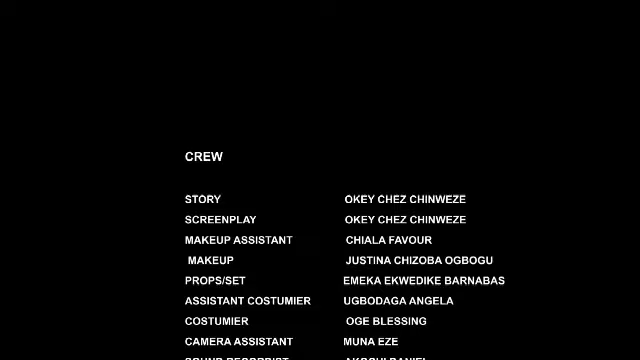 CREW
STORY OKEY CHEZ CHINWEZE
SCREENPLAY OKEY CHEZ CHINWEZE
MAKEUP ASSISTANT CHIALA FAVOUR
MAKEUP JUSTINA CHIZOBA OGBOGU
PROPS/SET EMEKA EKWEDIKE BARNABAS
ASSISTANT COSTUMIER UGBODAGA ANGELA
COSTUMIER OGE BLESSING
CAMERA ASSISTANT MUNA EZE